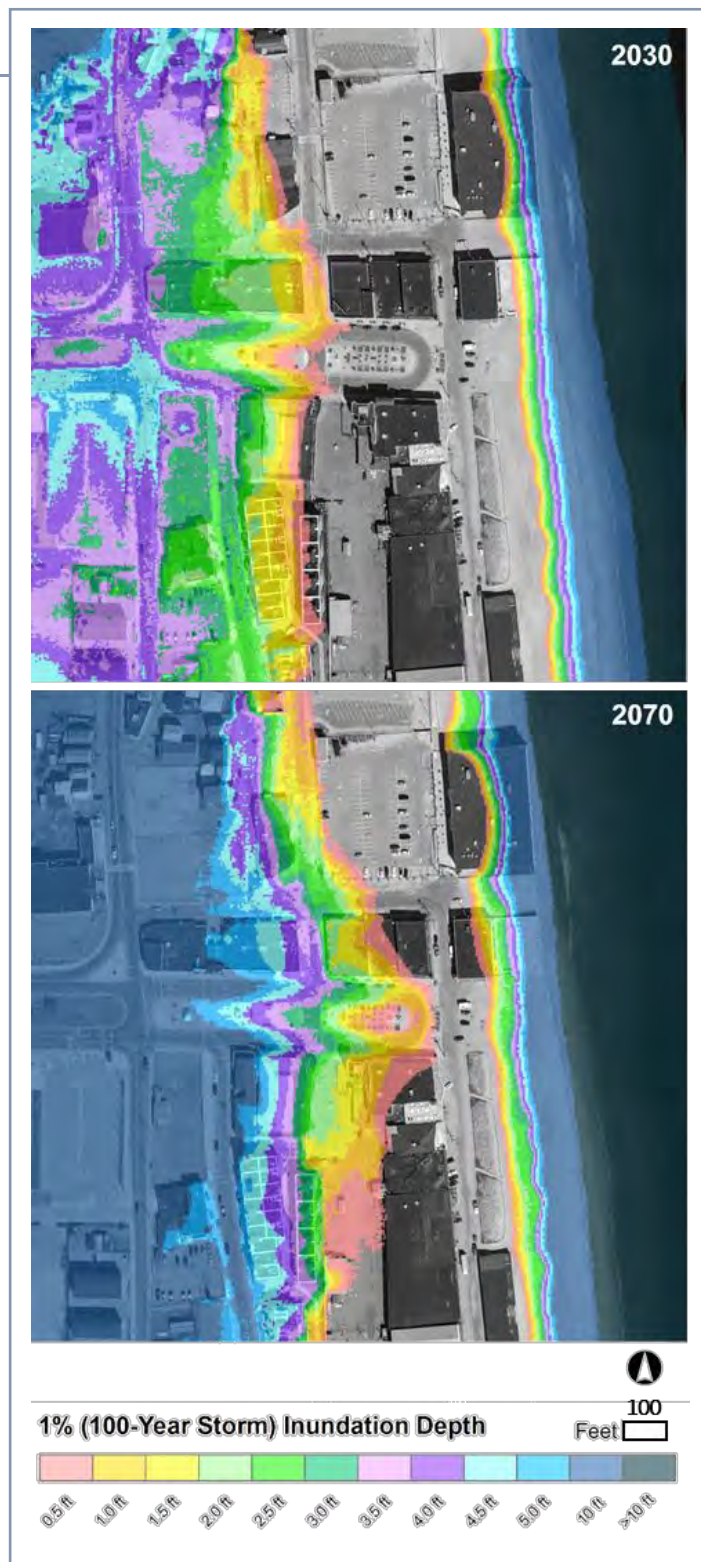 2030
2070
100
1% (100-Year Storm) Inundation Depth
Feet
0.5 ft
1.0 ft
1.5 ft
2.0 ft
2.5 ft
3.0 ft
3.5 ft
4.0 ft
4.5 ft
5.0 ft
10 ft
>10 ft